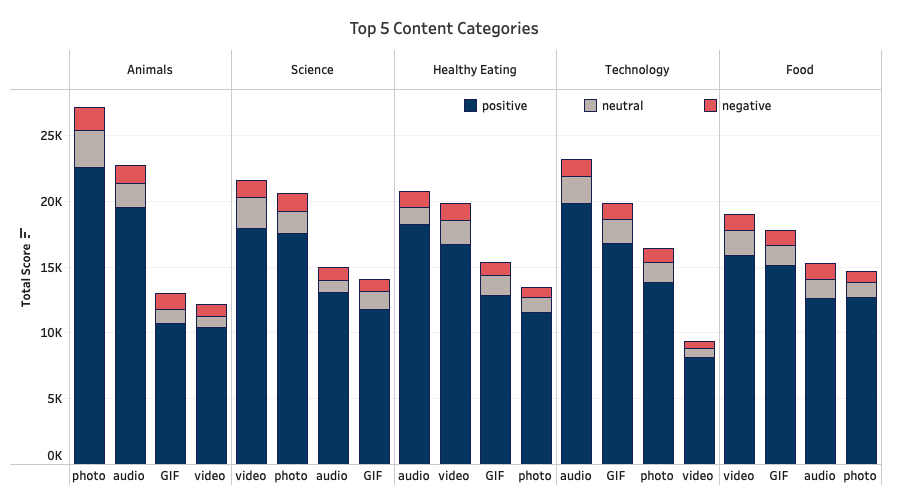 Top 5 Content Categories
Animals Science Healthy Eating Technology Food
positive neutral negative
25K
20K
15K
10K
5K
0K
Total Score
photo audio GIF video video photo audio GIF audio video GIF photo audio GIF photo video video GIF audio photo